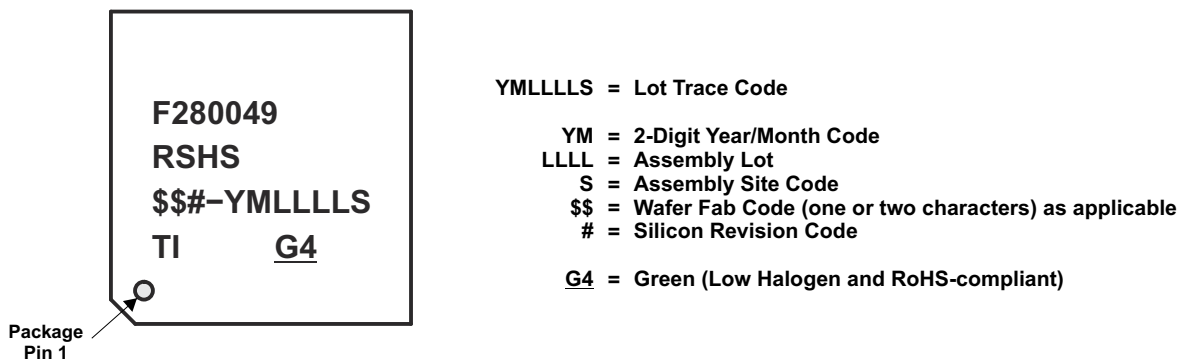 F280049
RSHS
$$#−YMLLLLS
TI G4
Package
Pin 1
YMLLLLS = Lot Trace Code
YM = 2-Digit Year/Month Code
LLLL = Assembly Lot
S = Assembly Site Code
$$ = Wafer Fab Code (one or two characters) as applicable
# = Silicon Revision Code
G4 = Green (Low Halogen and RoHS-compliant)